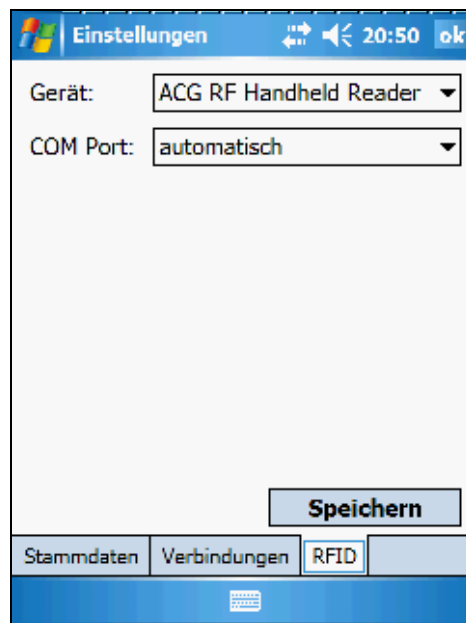 Einstellungen 20:50 ok
Gerät: ACG RF Handheld Reader
COM Port: automatisch
Speichern
Stammdaten Verbindungen RFID